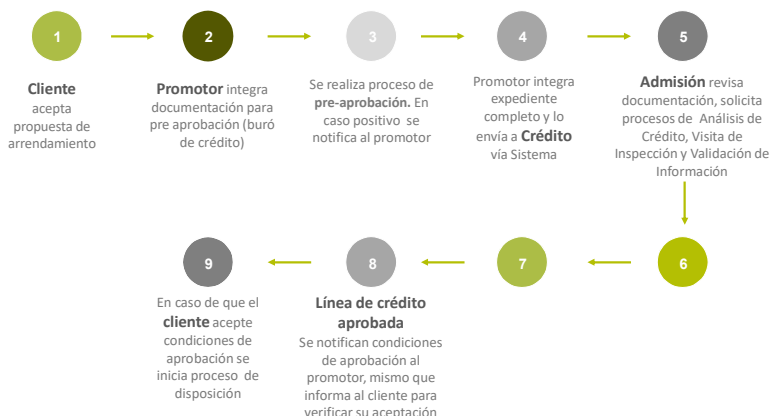 1
Cliente
acepta
propuesta de
arrendamiento
2
Promotor integra
documentación para
pre aprobación (buró
de crédito)
3
Se realiza proceso de
pre-aprobación. En
caso positivo se
notifica al promotor
4
Promotor integra
expediente
completo y lo
envía a Crédito
vía Sistema
5
Admisión revisa
documentación, solicita
procesos de Análisis de
Crédito, Visita de
Inspección y Validación de
Información
6
7
8
Línea de crédito
aprobada
Se notifican condiciones
de aprobación al
promotor, mismo que
informa al cliente para
verificar su aceptación
9
En caso de que el
cliente acepte
condiciones de
aprobación se
inicia proceso de
disposición